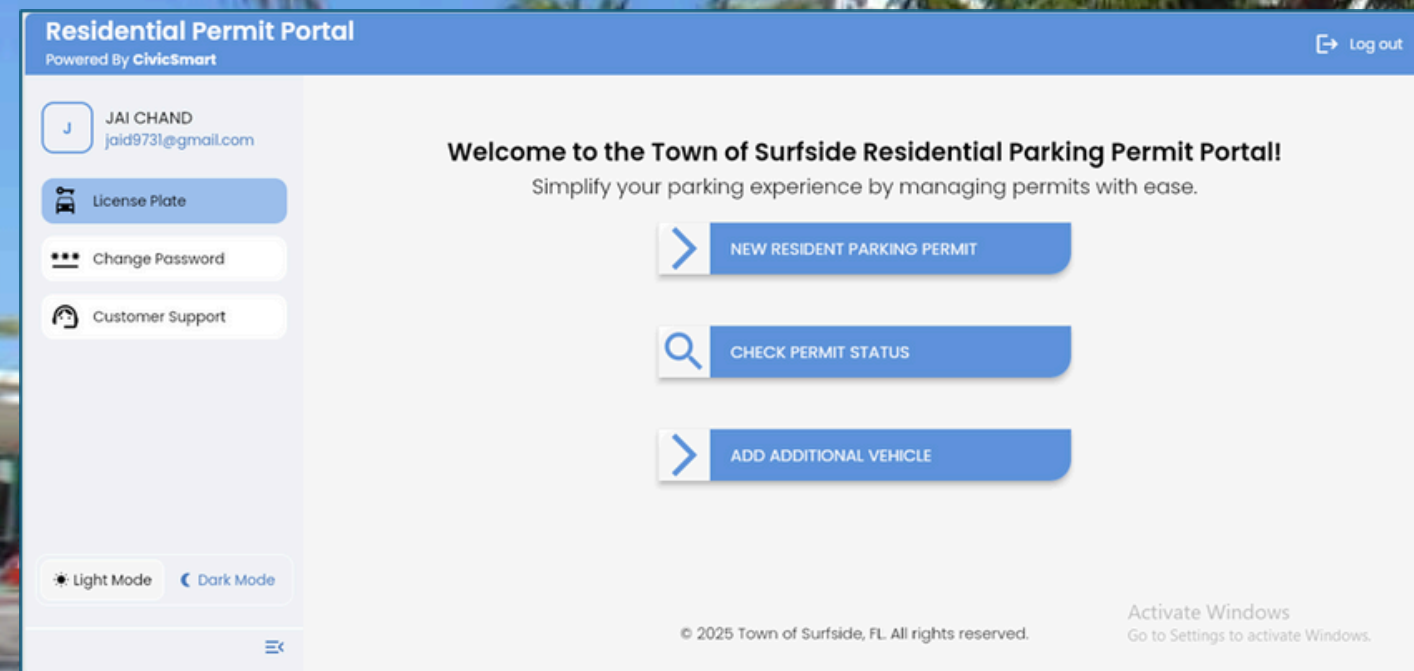 Residential Permit Portal
Powered By CivicSmart
Log out
J
JAI CHAND
jaid9731@gmail.com
License Plate
Change Password
Customer Support
Light Mode
Dark Mode
Welcome to the Town of Surfside Residential Parking Permit Portal!
Simplify your parking experience by managing permits with ease.
NEW RESIDENT PARKING PERMIT
CHECK PERMIT STATUS
ADD ADDITIONAL VEHICLE
© 2025 Town of Surfside, FL. All rights reserved.
Activate Windows
Go to Settings to activate Windows.